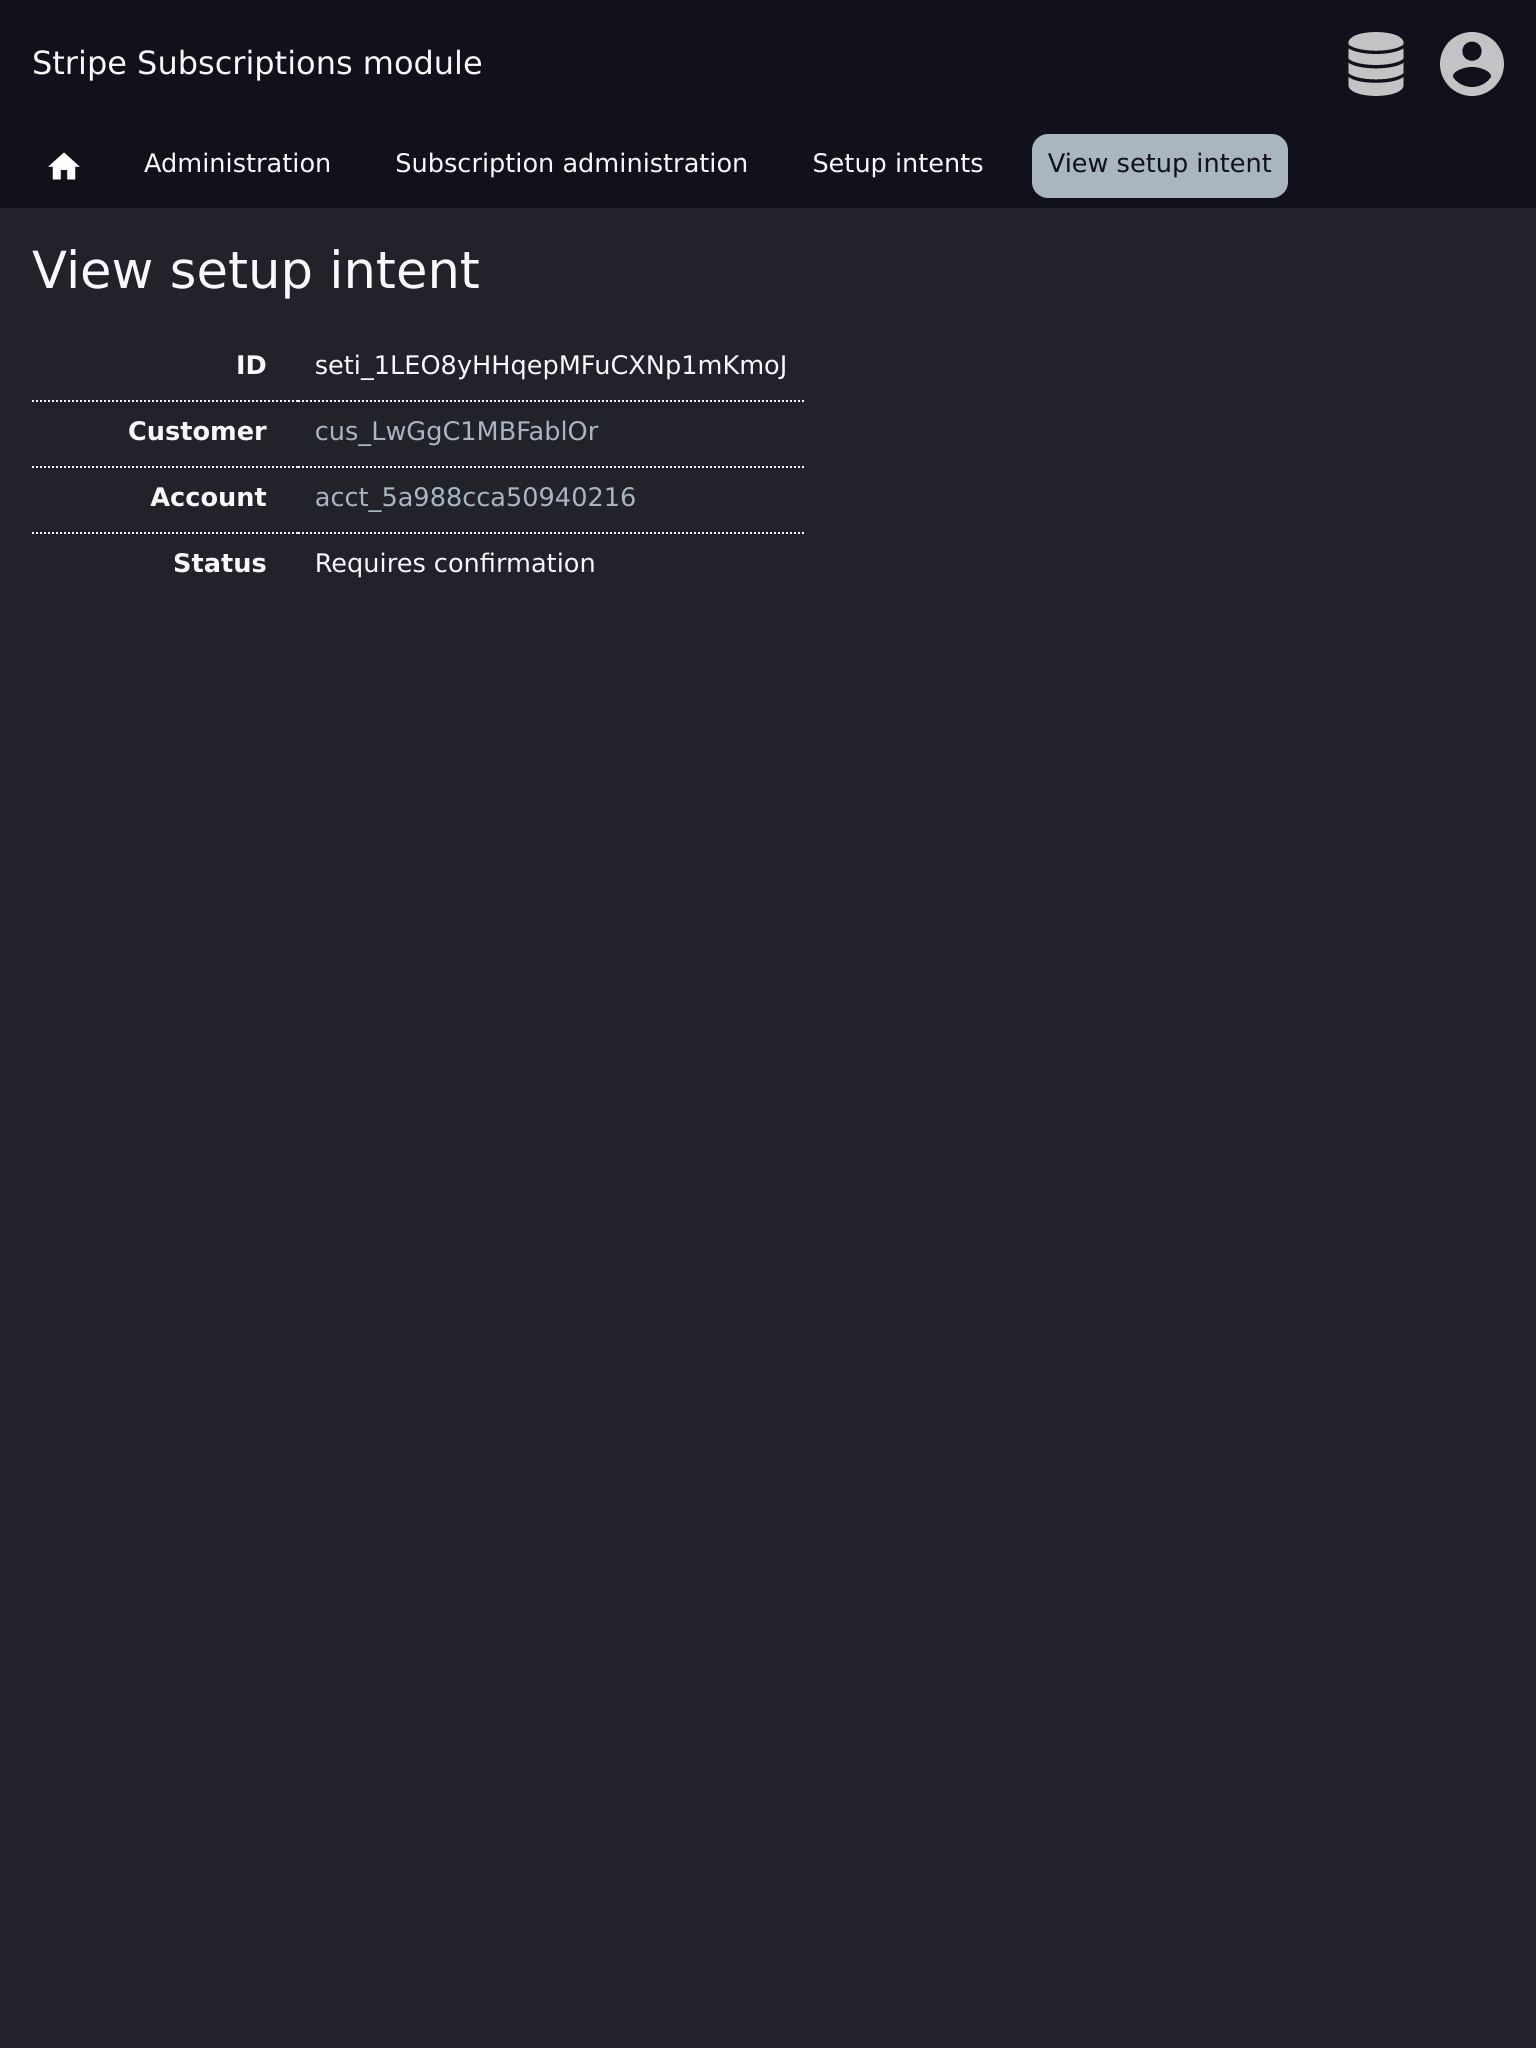 Stripe Subscriptions module
Administration Subscription administration Setup intents View setup intent
View setup intent
ID seti_1LEO8yHHqepMFuCXNp1mKmoJ
Customer cus_LwGgC1MBFablOr
Account acct_5a988cca50940216
Status Requires confirmation